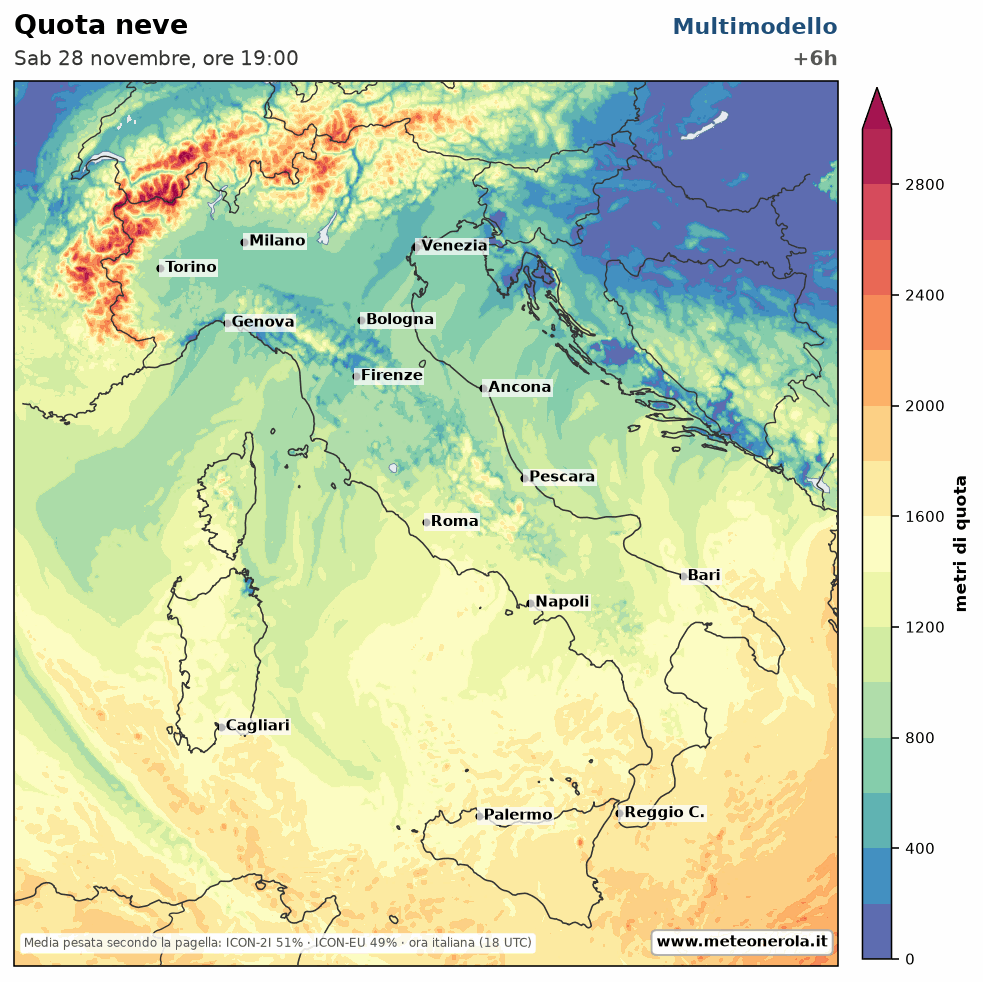 Quota neve
Multimodello
Sab 28 novembre, ore 19:00
+6h
Milano
Venezia
Torino
Genova
Bologna
Firenze
Ancona
Pescara
Roma
Bari
Napoli
Cagliari
Palermo
Reggio C.
2800
2400
2000
1600
1200
800
400
0
metri di quota
Media pesata secondo la pagella: ICON-2I 51% · ICON-EU 49% · ora italiana (18 UTC)
www.meteonerola.it